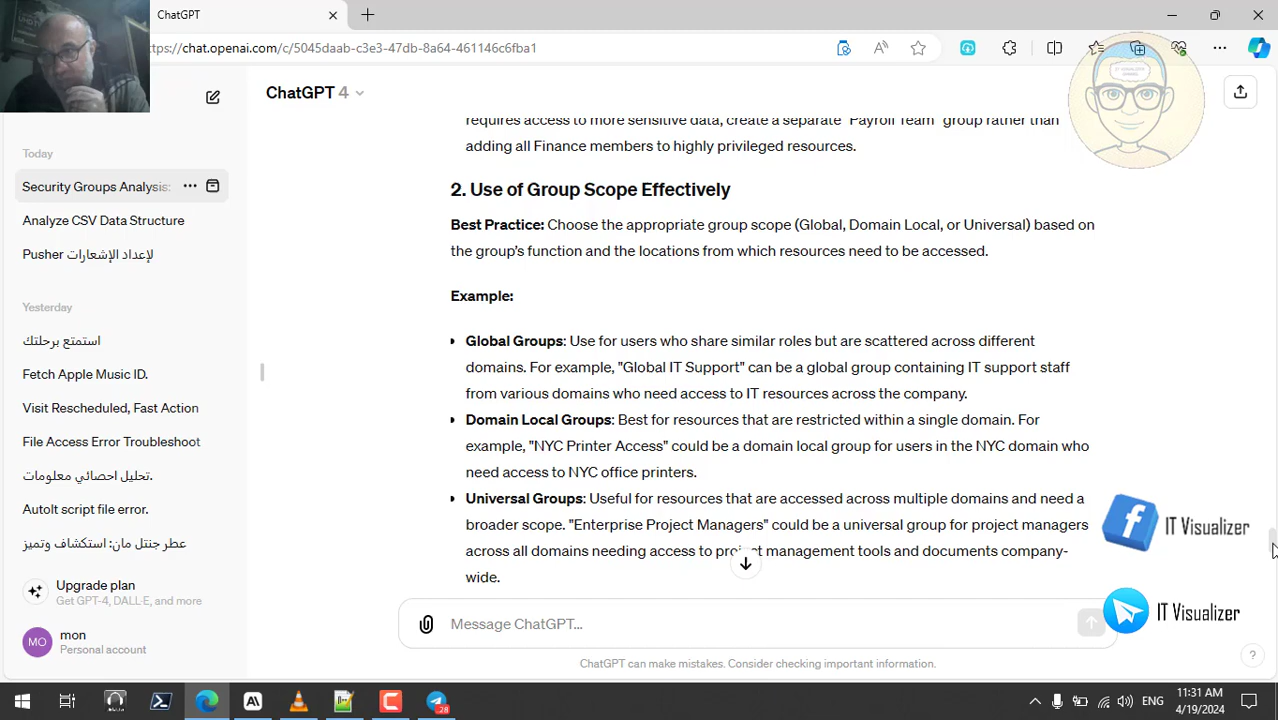 ChatGPT
ttps://chat.openai.com/c/5045daab-c3e3-47db-8a64-461146c6fba1
ChatGPT 4
IT VISUALIZER
Today
Security Groups Analysis:
Analyze CSV Data Structure
Pusher لإعداد الإشعارات
Yesterday
استمتع برحلتك
Fetch Apple Music ID.
Visit Rescheduled, Fast Action
File Access Error Troubleshoot
تحليل احصائي معلومات.
AutoIt script file error.
عطر جنتل مان: استكشاف وتميز
Upgrade plan
Get GPT-4, DALL·E, and more
MO
mon
Personal account
requires access to more sensitive data, create a separate "Payroll Team" group rather than
adding all Finance members to highly privileged resources.
2. Use of Group Scope Effectively
Best Practice: Choose the appropriate group scope (Global, Domain Local, or Universal) based on
the group's function and the locations from which resources need to be accessed.
Example:
Global Groups: Use for users who share similar roles but are scattered across different
domains. For example, "Global IT Support" can be a global group containing IT support staff
from various domains who need access to IT resources across the company.
Domain Local Groups: Best for resources that are restricted within a single domain. For
example, "NYC Printer Access" could be a domain local group for users in the NYC domain who
need access to NYC office printers.
Universal Groups: Useful for resources that are accessed across multiple domains and need a
broader scope. "Enterprise Project Managers" could be a universal group for project managers
across all domains needing access to project management tools and documents company-
wide.
Message ChatGPT...
ChatGPT can make mistakes. Consider checking important information.
?
IT Visualizer
IT Visualizer
28
ENG
11:31 AM
4/19/2024